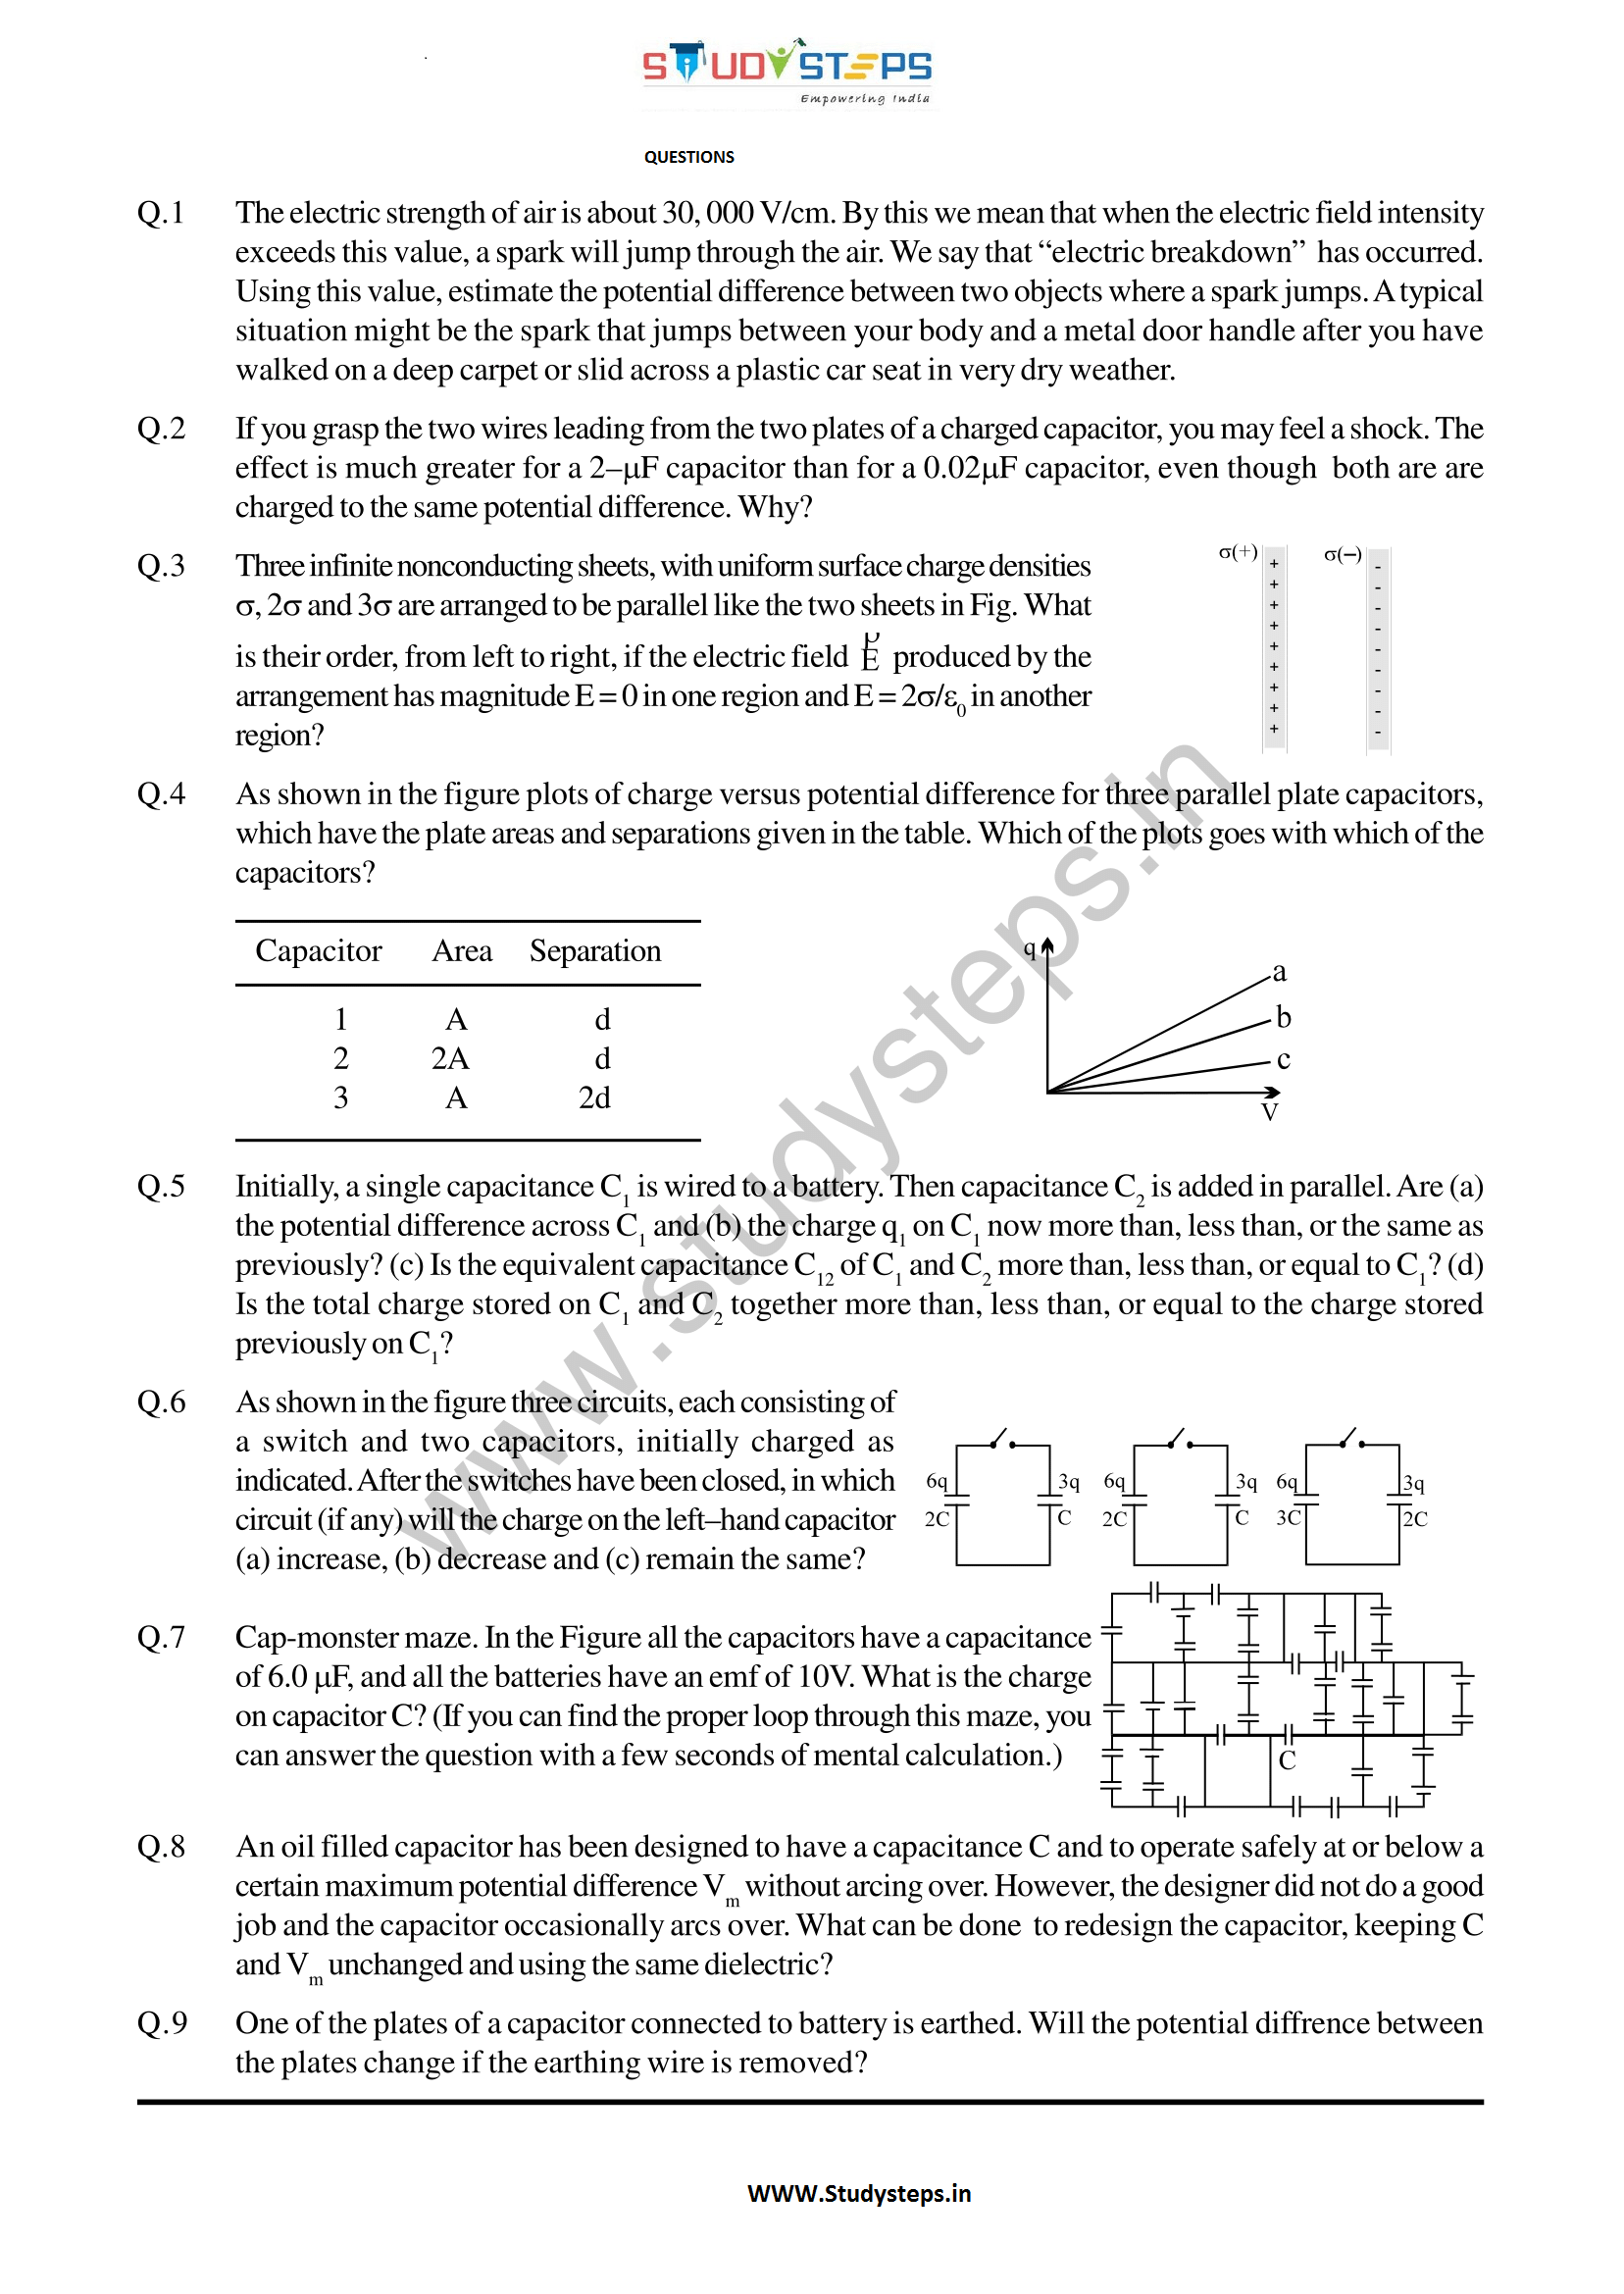 STUDYSTEPS
Empowering India
QUESTIONS
Q.1 The electric strength of air is about 30, 000 V/cm. By this we mean that when the electric field intensity
exceeds this value, a spark will jump through the air. We say that “electric breakdown” has occurred.
Using this value, estimate the potential difference between two objects where a spark jumps. A typical
situation might be the spark that jumps between your body and a metal door handle after you have
walked on a deep carpet or slid across a plastic car seat in very dry weather.
Q.2 If you grasp the two wires leading from the two plates of a charged capacitor, you may feel a shock. The
effect is much greater for a 2–μF capacitor than for a 0.02μF capacitor, even though both are are
charged to the same potential difference. Why?
Q.3 Three infinite nonconducting sheets, with uniform surface charge densities
σ, 2σ and 3σ are arranged to be parallel like the two sheets in Fig. What
is their order, from left to right, if the electric field E produced by the
arrangement has magnitude E = 0 in one region and E = 2σ/ε0 in another
region?
σ(+) σ(–)
Q.4 As shown in the figure plots of charge versus potential difference for three parallel plate capacitors,
which have the plate areas and separations given in the table. Which of the plots goes with which of the
capacitors?
Capacitor Area Separation
1 A d
2 2A d
3 A 2d
q
a
b
c
V
Q.5 Initially, a single capacitance C1 is wired to a battery. Then capacitance C2 is added in parallel. Are (a)
the potential difference across C1 and (b) the charge q1 on C1 now more than, less than, or the same as
previously? (c) Is the equivalent capacitance C12 of C1 and C2 more than, less than, or equal to C1? (d)
Is the total charge stored on C1 and C2 together more than, less than, or equal to the charge stored
previously on C1?
Q.6 As shown in the figure three circuits, each consisting of
a switch and two capacitors, initially charged as
indicated. After the switches have been closed, in which
circuit (if any) will the charge on the left–hand capacitor
(a) increase, (b) decrease and (c) remain the same?
6q 3q 6q 3q 6q 3q
2C C 2C C 3C 2C
Q.7 Cap-monster maze. In the Figure all the capacitors have a capacitance
of 6.0 μF, and all the batteries have an emf of 10V. What is the charge
on capacitor C? (If you can find the proper loop through this maze, you
can answer the question with a few seconds of mental calculation.)
C
Q.8 An oil filled capacitor has been designed to have a capacitance C and to operate safely at or below a
certain maximum potential difference Vm without arcing over. However, the designer did not do a good
job and the capacitor occasionally arcs over. What can be done to redesign the capacitor, keeping C
and Vm unchanged and using the same dielectric?
Q.9 One of the plates of a capacitor connected to battery is earthed. Will the potential diffrence between
the plates change if the earthing wire is removed?
www.studysteps.in
WWW.Studysteps.in